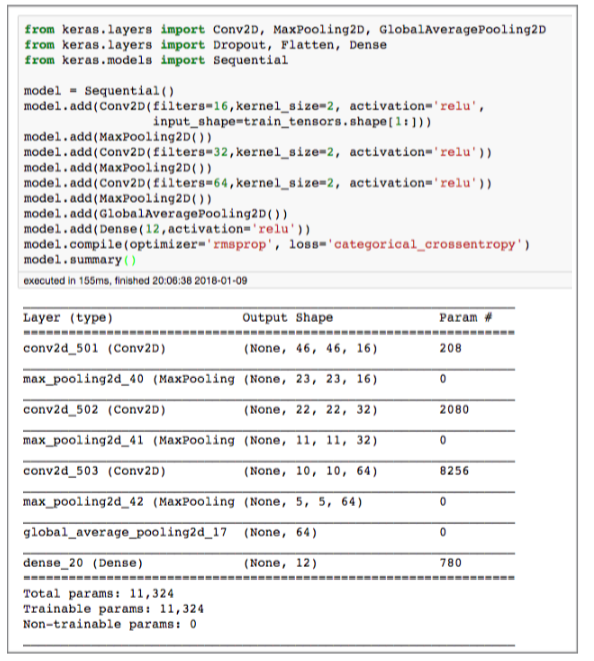 from keras.layers import Conv2D, MaxPooling2D, GlobalAveragePooling2D
from keras.layers import Dropout, Flatten, Dense
from keras.models import Sequential
model = Sequential()
model.add(Conv2D(filters=16,kernel_size=2, activation='relu',
input_shape=train_tensors.shape[1:]))
model.add(MaxPooling2D())
model.add(Conv2D(filters=32,kernel_size=2, activation='relu'))
model.add(MaxPooling2D())
model.add(Conv2D(filters=64,kernel_size=2, activation='relu'))
model.add(MaxPooling2D())
model.add(GlobalAveragePooling2D())
model.add(Dense(12,activation='relu'))
model.compile(optimizer='rmsprop', loss='categorical_crossentropy')
model.summary()
executed in 155ms, finished 20:06:38 2018-01-09
Layer (type) Output Shape Param #
conv2d_501 (Conv2D) (None, 46, 46, 16) 208
max_pooling2d_40 (MaxPooling (None, 23, 23, 16) 0
conv2d_502 (Conv2D) (None, 22, 22, 32) 2080
max_pooling2d_41 (MaxPooling (None, 11, 11, 32) 0
conv2d_503 (Conv2D) (None, 10, 10, 64) 8256
max_pooling2d_42 (MaxPooling (None, 5, 5, 64) 0
global_average_pooling2d_17 (None, 64) 0
dense_20 (Dense) (None, 12) 780
Total params: 11,324
Trainable params: 11,324
Non-trainable params: 0